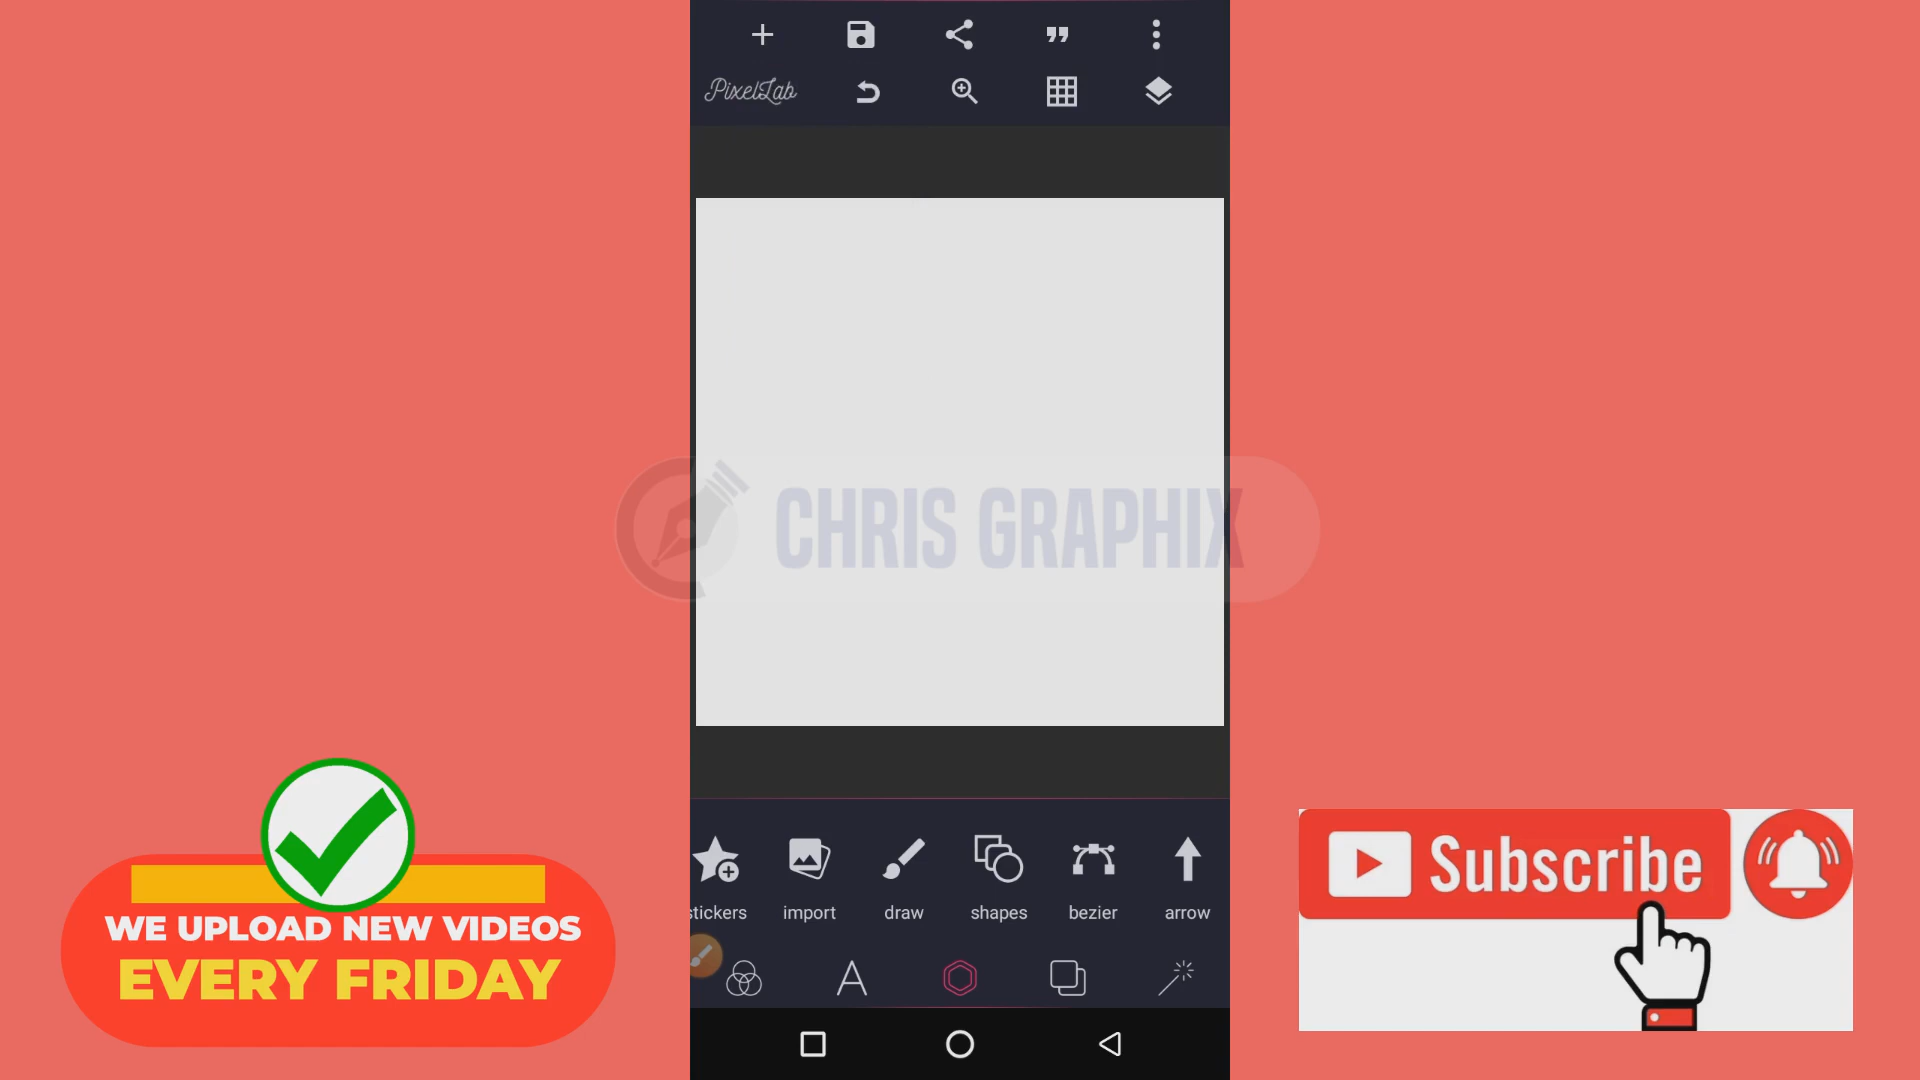 PixelLab
CHRIS GRAPHIX
stickers import draw shapes bezier arrow
WE UPLOAD NEW VIDEOS
EVERY FRIDAY
Subscribe